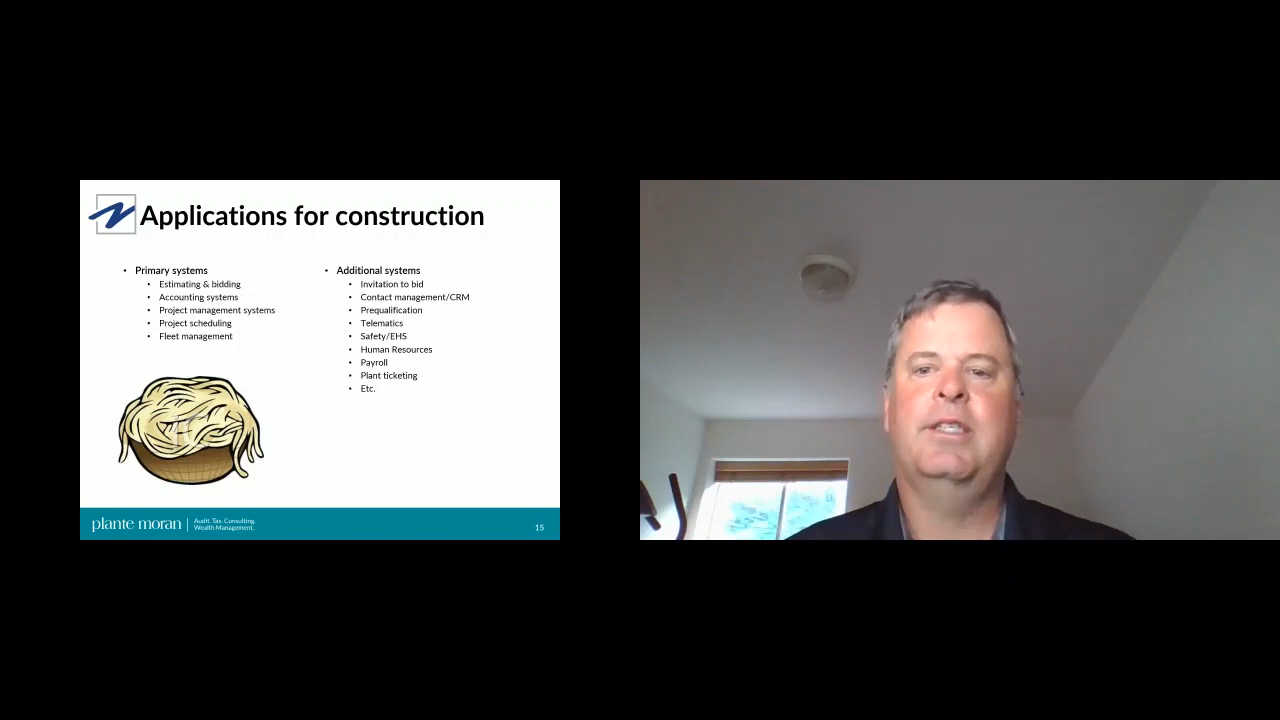 Applications for construction
• Primary systems
• Estimating & bidding
• Accounting systems
• Project management systems
• Project scheduling
• Fleet management
• Additional systems
• Invitation to bid
• Contact management/CRM
• Prequalification
• Telematics
• Safety/EHS
• Human Resources
• Payroll
• Plant ticketing
• Etc.
plante moran
Audit. Tax. Consulting.
Wealth Management.
15